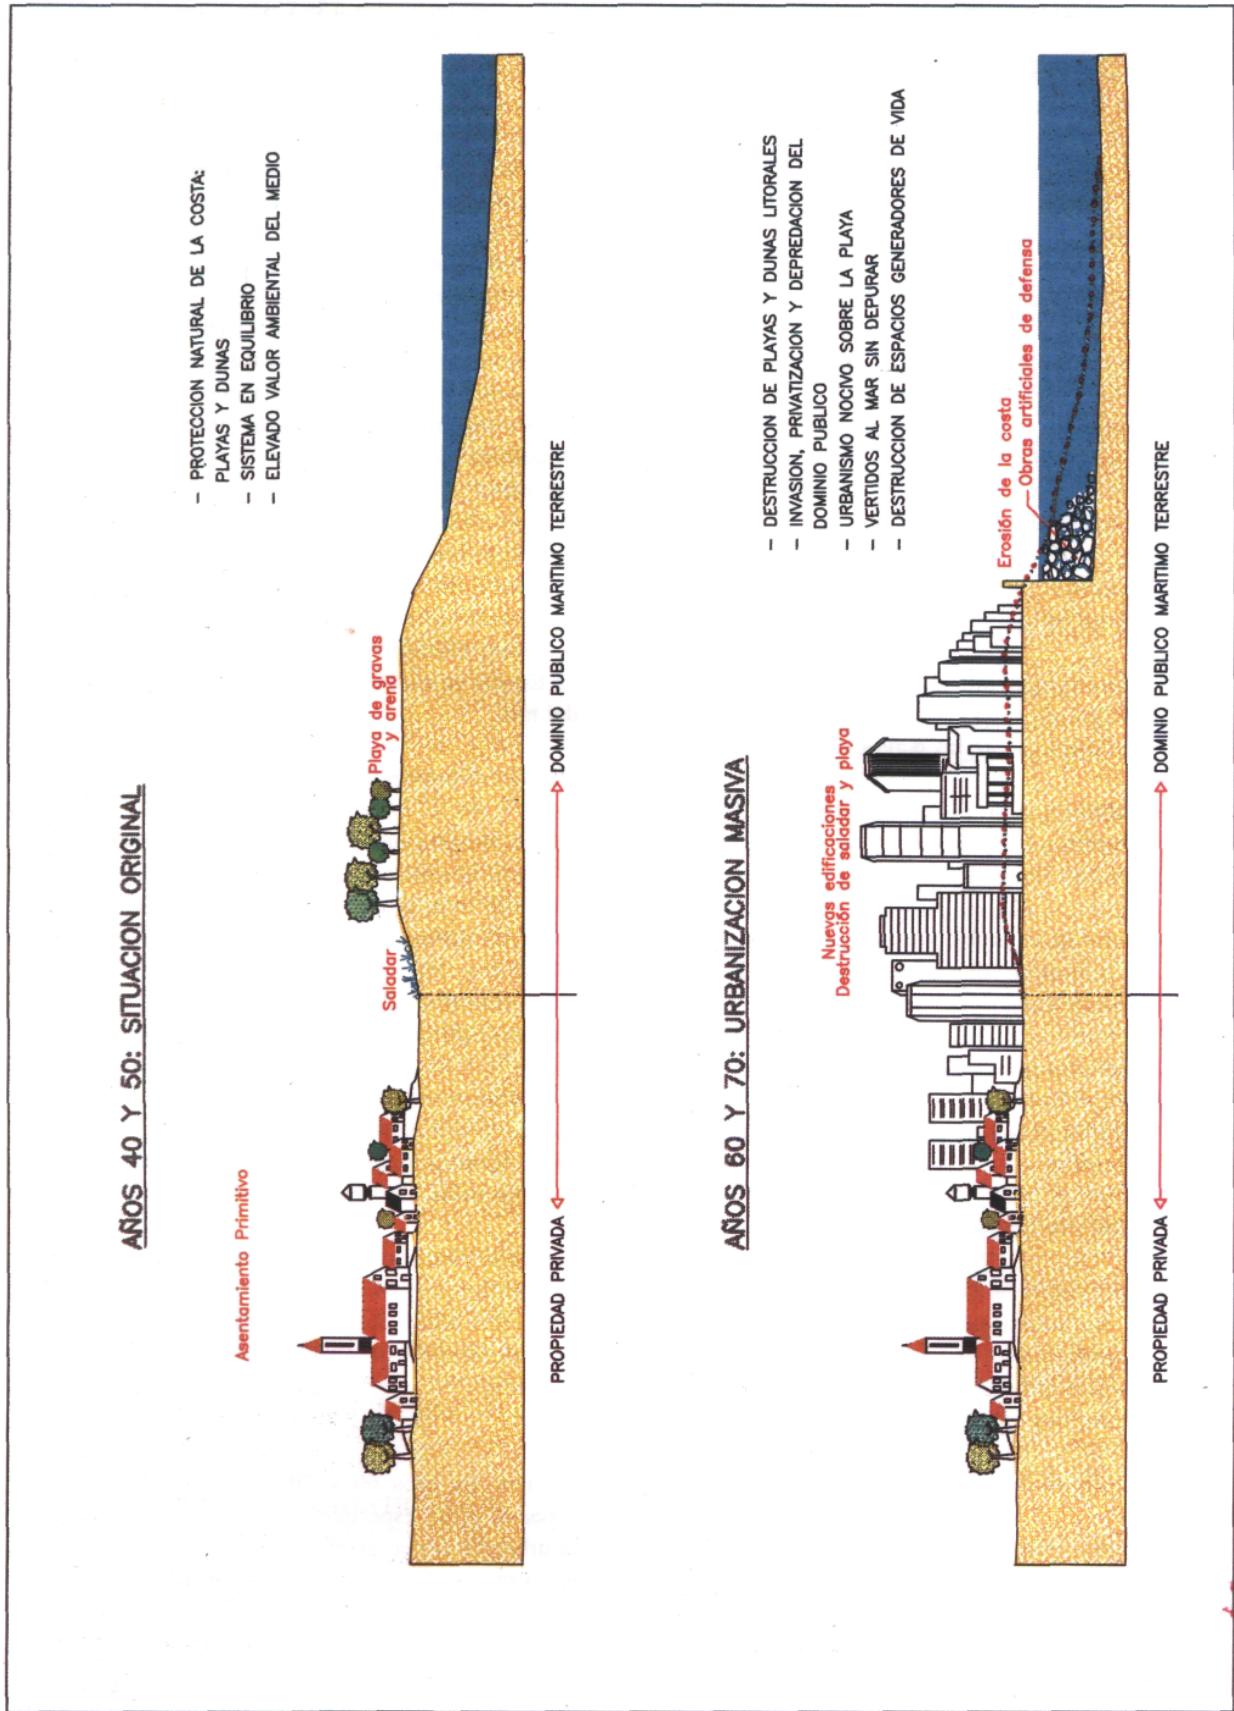 AÑOS 40 Y 50: SITUACION ORIGINAL
- PROTECCION NATURAL DE LA COSTA:
PLAYAS Y DUNAS
- SISTEMA EN EQUILIBRIO
- ELEVADO VALOR AMBIENTAL DEL MEDIO
Asentamiento Primitivo
Saladar
Playa de gravas
y arena
PROPIEDAD PRIVADA
DOMINIO PUBLICO MARITIMO TERRESTRE
AÑOS 60 Y 70: URBANIZACION MASIVA
- DESTRUCCION DE PLAYAS Y DUNAS LITORALES
- INVASION, PRIVATIZACION Y DEPREDACION DEL
DOMINIO PUBLICO
- URBANISMO NOCIVO SOBRE LA PLAYA
- VERTIDOS AL MAR SIN DEPURAR
- DESTRUCCION DE ESPACIOS GENERADORES DE VIDA
Nuevas edificaciones
Destrucción de saladar y playa
Erosión de la costa
Obras artificiales de defensa
PROPIEDAD PRIVADA
DOMINIO PUBLICO MARITIMO TERRESTRE